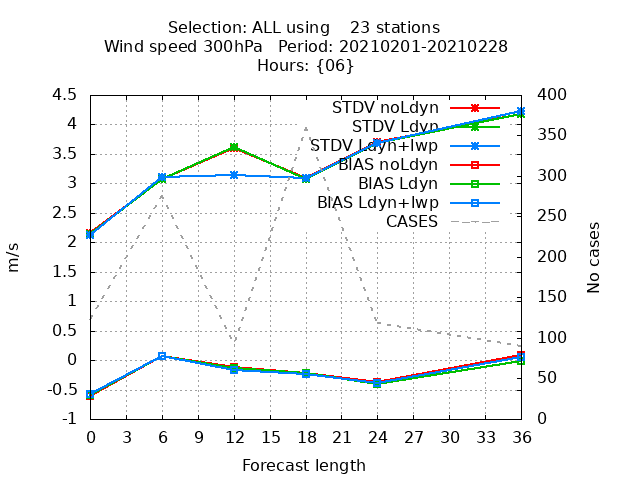 Selection: ALL using 23 stations
Wind speed 300hPa Period: 20210201-20210228
Hours: {06}
4.5
4
3.5
3
2.5
2
1.5
1
0.5
0
-0.5
-1
m/s
STDV noLdyn
STDV Ldyn
STDV Ldyn+lwp
BIAS noLdyn
BIAS Ldyn
BIAS Ldyn+lwp
CASES
400
350
300
250
200
150
100
50
0
No cases
0 3 6 9 12 15 18 21 24 27 30 33 36
Forecast length